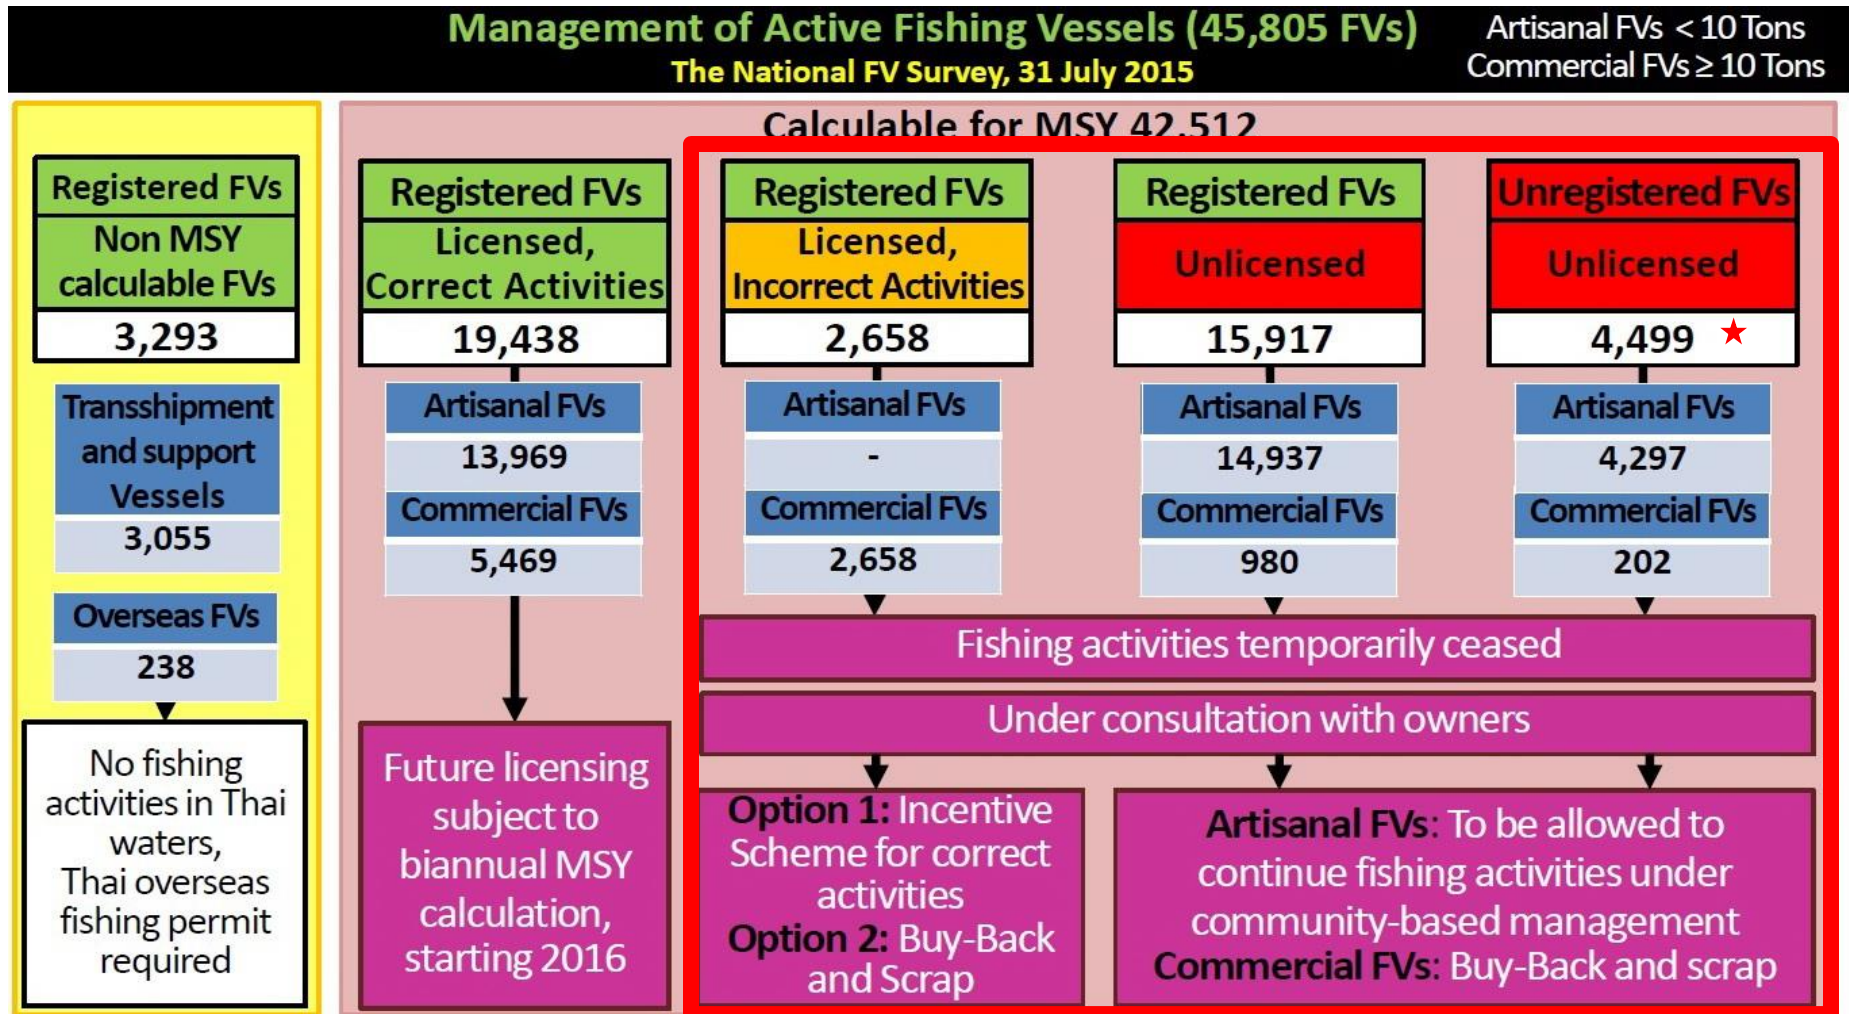 Management of Active Fishing Vessels (45,805 FVs)
The National FV Survey, 31 July 2015
Artisanal FVs < 10 Tons
Commercial FVs ≥ 10 Tons
Calculable for MSY 42,512
Registered FVs
Non MSY
calculable FVs
3,293
Transshipment
and support
Vessels
3,055
Overseas FVs
238
No fishing
activities in Thai
waters,
Thai overseas
fishing permit
required
Registered FVs
Licensed,
Correct Activities
19,438
Artisanal FVs
13,969
Commercial FVs
5,469
Future licensing
subject to
biannual MSY
calculation,
starting 2016
Registered FVs
Licensed,
Incorrect Activities
2,658
Artisanal FVs
-
Commercial FVs
2,658
Registered FVs
Unlicensed
15,917
Artisanal FVs
14,937
Commercial FVs
980
Unregistered FVs
Unlicensed
4,499 ★
Artisanal FVs
4,297
Commercial FVs
202
Fishing activities temporarily ceased
Under consultation with owners
Option 1: Incentive
Scheme for correct
activities
Option 2: Buy-Back
and Scrap
Artisanal FVs: To be allowed to
continue fishing activities under
community-based management
Commercial FVs: Buy-Back and scrap